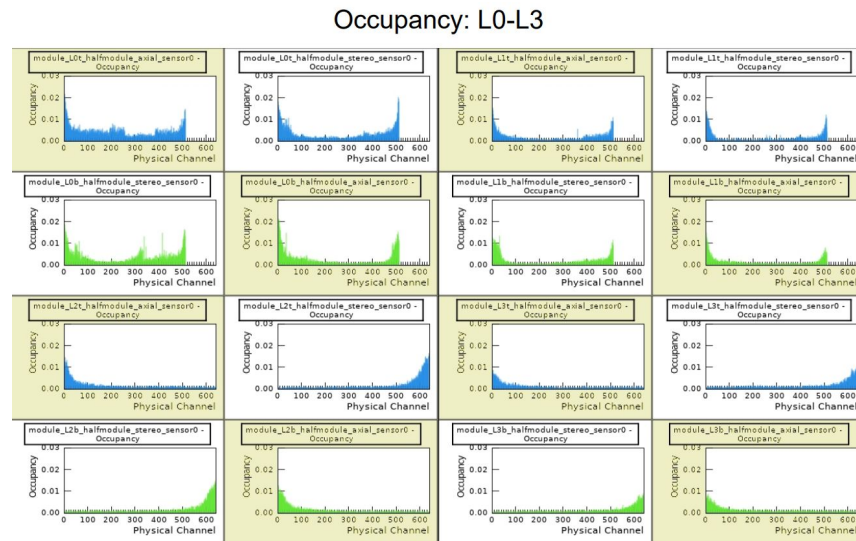 Occupancy: L0-L3
module_L0t_halfmodule_axial_sensor0 -
Occupancy
Occupancy
0.03
0.02
0.01
0.00
0 100 200 300 400 500 600
Physical Channel
module_L0t_halfmodule_stereo_sensor0 -
Occupancy
Occupancy
0.03
0.02
0.01
0.00
0 100 200 300 400 500 600
Physical Channel
module_L1t_halfmodule_axial_sensor0 -
Occupancy
Occupancy
0.03
0.02
0.01
0.00
0 100 200 300 400 500 600
Physical Channel
module_L1t_halfmodule_stereo_sensor0 -
Occupancy
Occupancy
0.03
0.02
0.01
0.00
0 100 200 300 400 500 600
Physical Channel
module_L0b_halfmodule_stereo_sensor0 -
Occupancy
Occupancy
0.03
0.02
0.01
0.00
0 100 200 300 400 500 600
Physical Channel
module_L0b_halfmodule_axial_sensor0 -
Occupancy
Occupancy
0.03
0.02
0.01
0.00
0 100 200 300 400 500 600
Physical Channel
module_L1b_halfmodule_stereo_sensor0 -
Occupancy
Occupancy
0.03
0.02
0.01
0.00
0 100 200 300 400 500 600
Physical Channel
module_L1b_halfmodule_axial_sensor0 -
Occupancy
Occupancy
0.03
0.02
0.01
0.00
0 100 200 300 400 500 600
Physical Channel
module_L2t_halfmodule_axial_sensor0 -
Occupancy
Occupancy
0.03
0.02
0.01
0.00
0 100 200 300 400 500 600
Physical Channel
module_L2t_halfmodule_stereo_sensor0 -
Occupancy
Occupancy
0.03
0.02
0.01
0.00
0 100 200 300 400 500 600
Physical Channel
module_L3t_halfmodule_axial_sensor0 -
Occupancy
Occupancy
0.03
0.02
0.01
0.00
0 100 200 300 400 500 600
Physical Channel
module_L3t_halfmodule_stereo_sensor0 -
Occupancy
Occupancy
0.03
0.02
0.01
0.00
0 100 200 300 400 500 600
Physical Channel
module_L2b_halfmodule_stereo_sensor0 -
Occupancy
Occupancy
0.03
0.02
0.01
0.00
0 100 200 300 400 500 600
Physical Channel
module_L2b_halfmodule_axial_sensor0 -
Occupancy
Occupancy
0.03
0.02
0.01
0.00
0 100 200 300 400 500 600
Physical Channel
module_L3b_halfmodule_stereo_sensor0 -
Occupancy
Occupancy
0.03
0.02
0.01
0.00
0 100 200 300 400 500 600
Physical Channel
module_L3b_halfmodule_axial_sensor0 -
Occupancy
Occupancy
0.03
0.02
0.01
0.00
0 100 200 300 400 500 600
Physical Channel